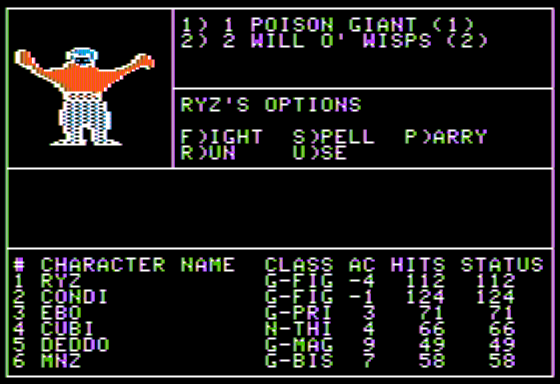 1) 1 POISON GIANT (1)
2) 2 WILL O' WISPS (2)
RYZ'S OPTIONS
F)IGHT S)PELL P)ARRY
R)UN U)SE
# CHARACTER NAME CLASS AC HITS STATUS
1 RYZ G-FIG -4 112 112
2 CONDI G-FIG -1 124 124
3 EBO G-PRI 3 71 71
4 CUBI N-THI 4 66 66
5 DEDDO G-MAG 9 49 49
6 MNZ G-BIS 7 58 58